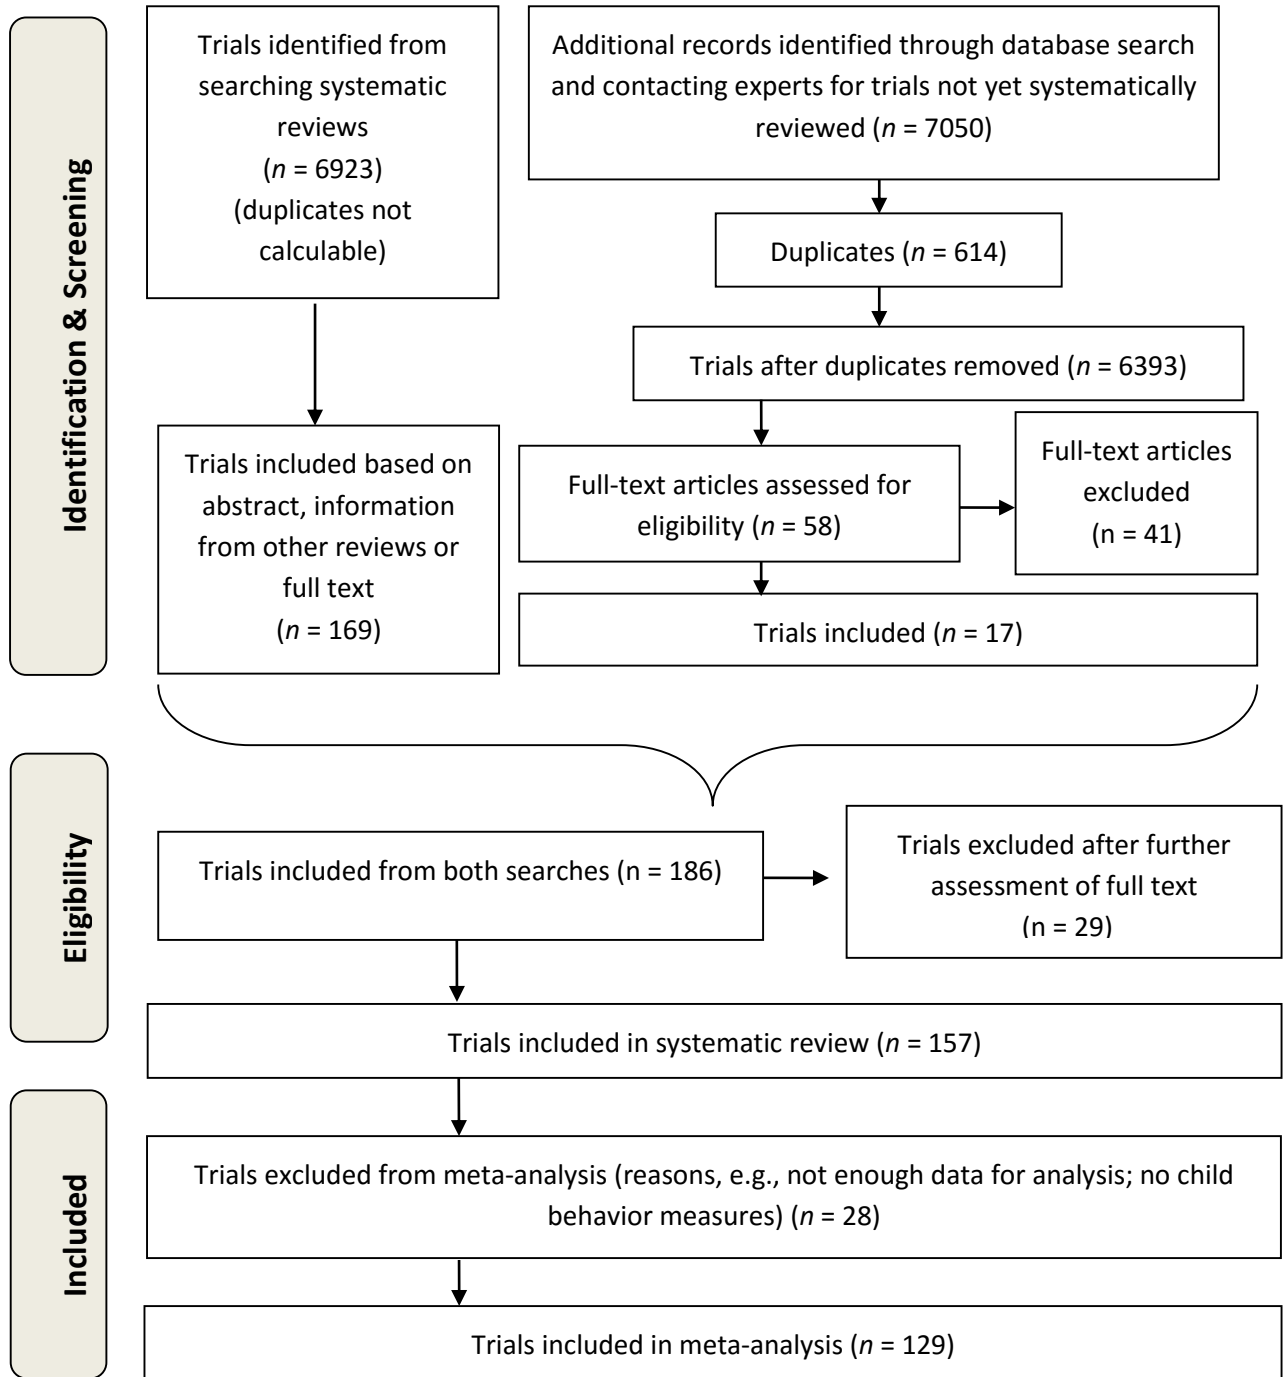 Identification & Screening
Trials identified from
searching systematic
reviews
(n = 6923)
(duplicates not
calculable)
Additional records identified through database search
and contacting experts for trials not yet systematically
reviewed (n = 7050)
Duplicates (n = 614)
Trials after duplicates removed (n = 6393)
Trials included based on
abstract, information
from other reviews or
full text
(n = 169)
Full-text articles assessed for
eligibility (n = 58)
Full-text articles
excluded
(n = 41)
Trials included (n = 17)
Eligibility
Trials included from both searches (n = 186)
Trials excluded after further
assessment of full text
(n = 29)
Trials included in systematic review (n = 157)
Included
Trials excluded from meta-analysis (reasons, e.g., not enough data for analysis; no child
behavior measures) (n = 28)
Trials included in meta-analysis (n = 129)